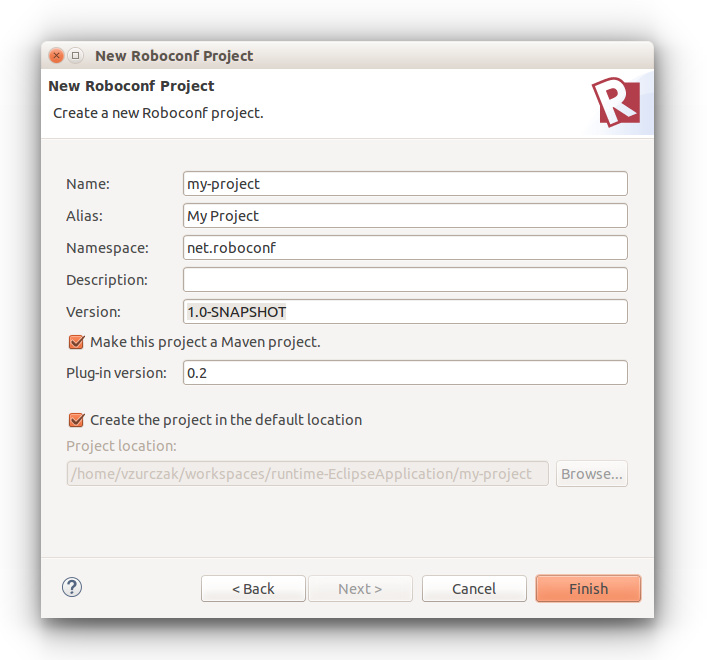 New Roboconf Project
New Roboconf Project
Create a new Roboconf project.
R
Name: my-project
Alias: My Project
Namespace: net.roboconf
Description:
Version: 1.0-SNAPSHOT
Make this project a Maven project.
Plug-in version: 0.2
Create the project in the default location
Project location:
/home/vzurczak/workspaces/runtime-EclipseApplication/my-project Browse...
? < Back Next > Cancel Finish